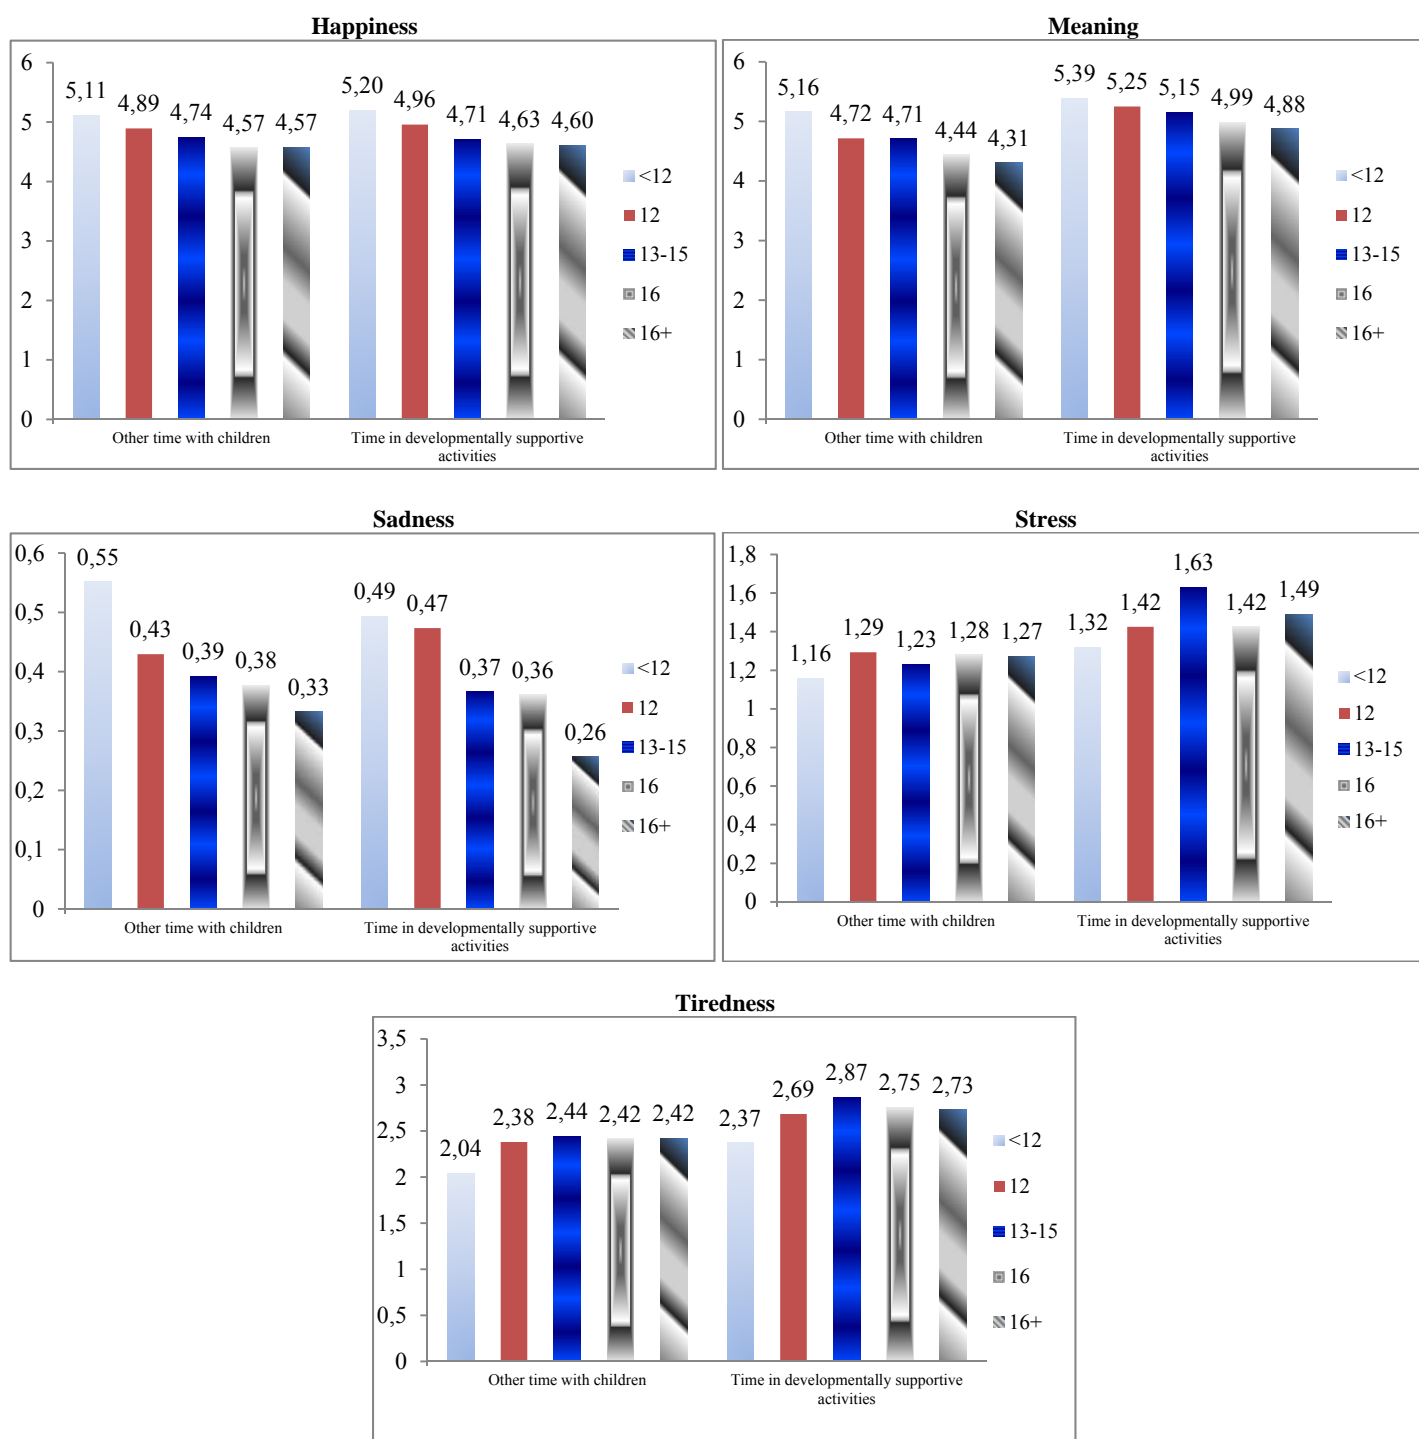 Happiness
6
5
4
3
2
1
0
5,11 4,89 4,74 4,57 4,57 5,20 4,96 4,71 4,63 4,60
Other time with children
Time in developmentally supportive
activities
<12
12
13-15
16
16+
Meaning
6
5
4
3
2
1
0
5,16 4,72 4,71 4,44 4,31 5,39 5,25 5,15 4,99 4,88
Other time with children
Time in developmentally supportive
activities
<12
12
13-15
16
16+
Sadness
0,6
0,5
0,4
0,3
0,2
0,1
0
0,55 0,43 0,39 0,38 0,33 0,49 0,47 0,37 0,36 0,26
Other time with children
Time in developmentally supportive
activities
<12
12
13-15
16
16+
Stress
1,8
1,6
1,4
1,2
1
0,8
0,6
0,4
0,2
0
1,16 1,29 1,23 1,28 1,27 1,32 1,42 1,63 1,42 1,49
Other time with children
Time in developmentally supportive
activities
<12
12
13-15
16
16+
Tiredness
3,5
3
2,5
2
1,5
1
0,5
0
2,04 2,38 2,44 2,42 2,42 2,37 2,69 2,87 2,75 2,73
Other time with children
Time in developmentally supportive
activities
<12
12
13-15
16
16+